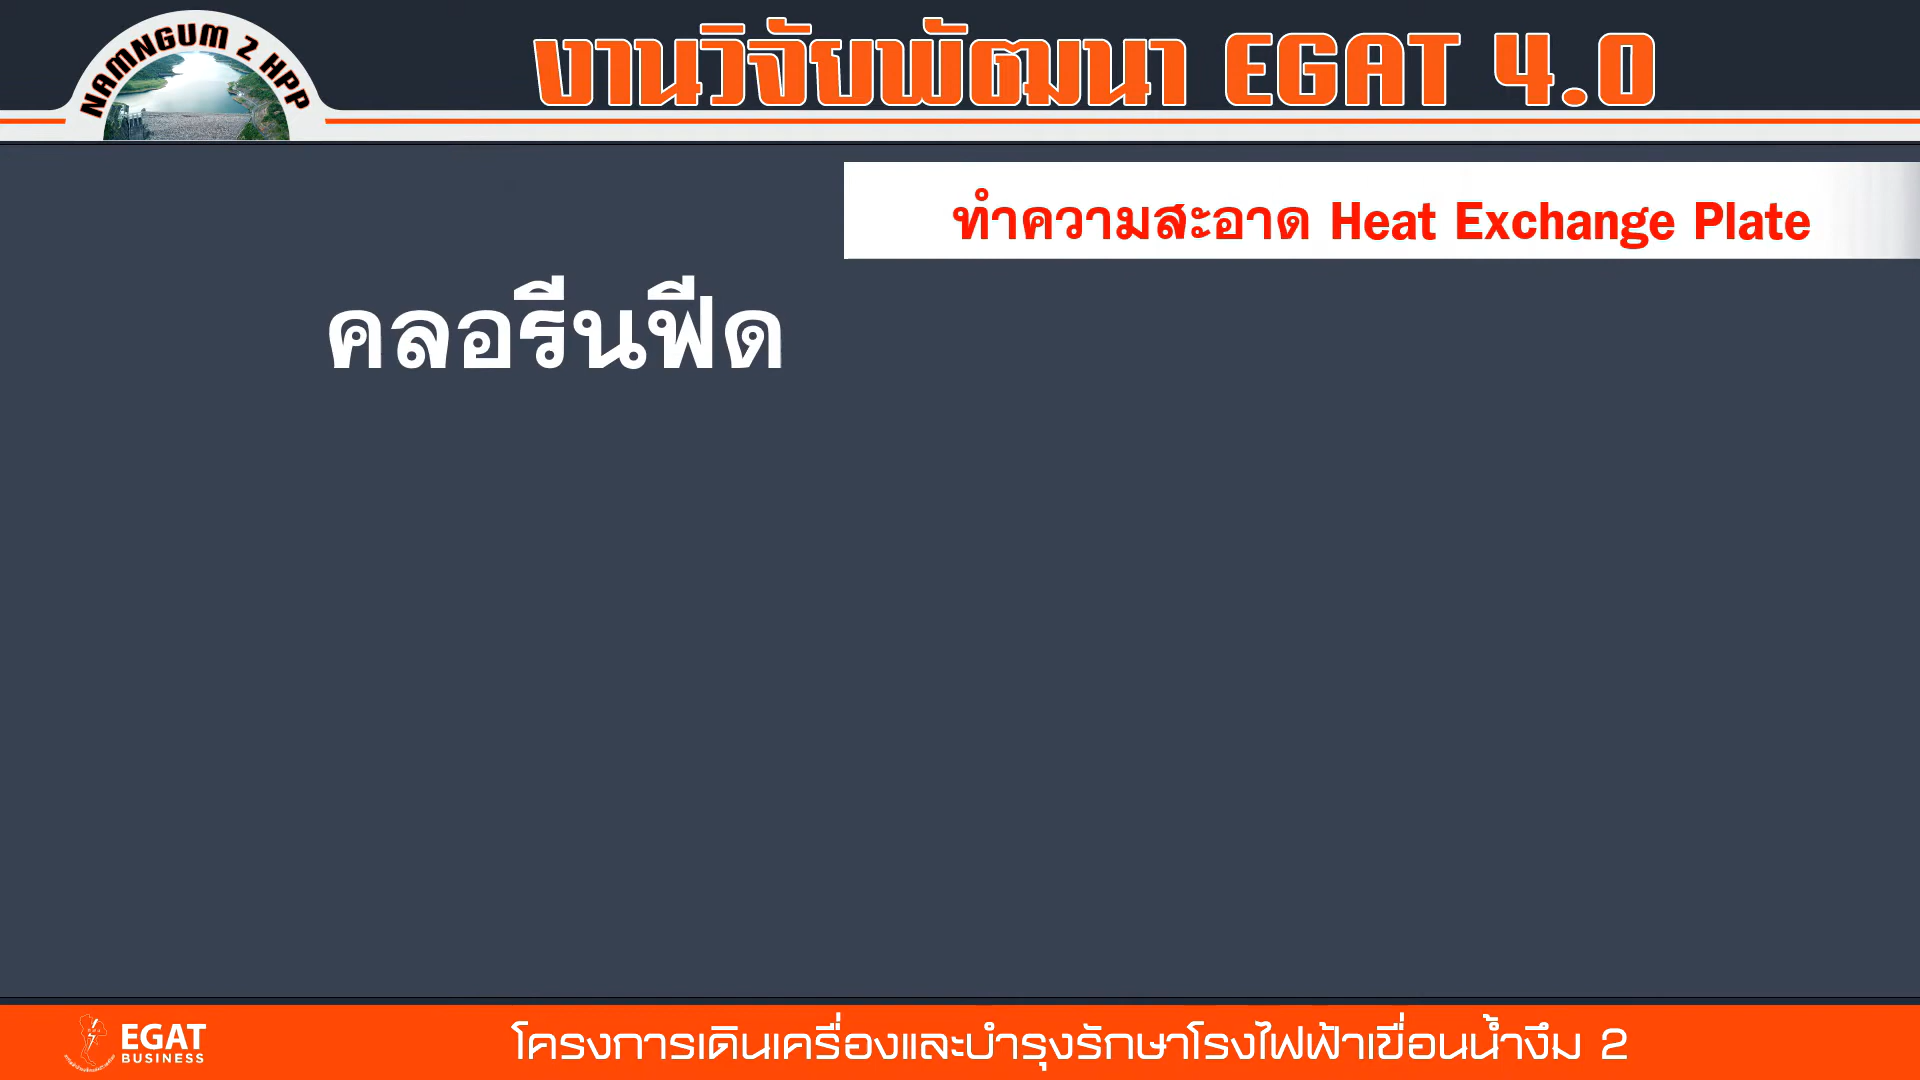 NAMNGUM 2 HPP
งานวิจัยพัฒนา EGAT 4.0
ทำความสะอาด Heat Exchange Plate
คลอรีนฟีด
EGAT
BUSINESS
โครงการเดินเครื่องและบำรุงรักษาโรงไฟฟ้าเขื่อนน้ำงึม 2